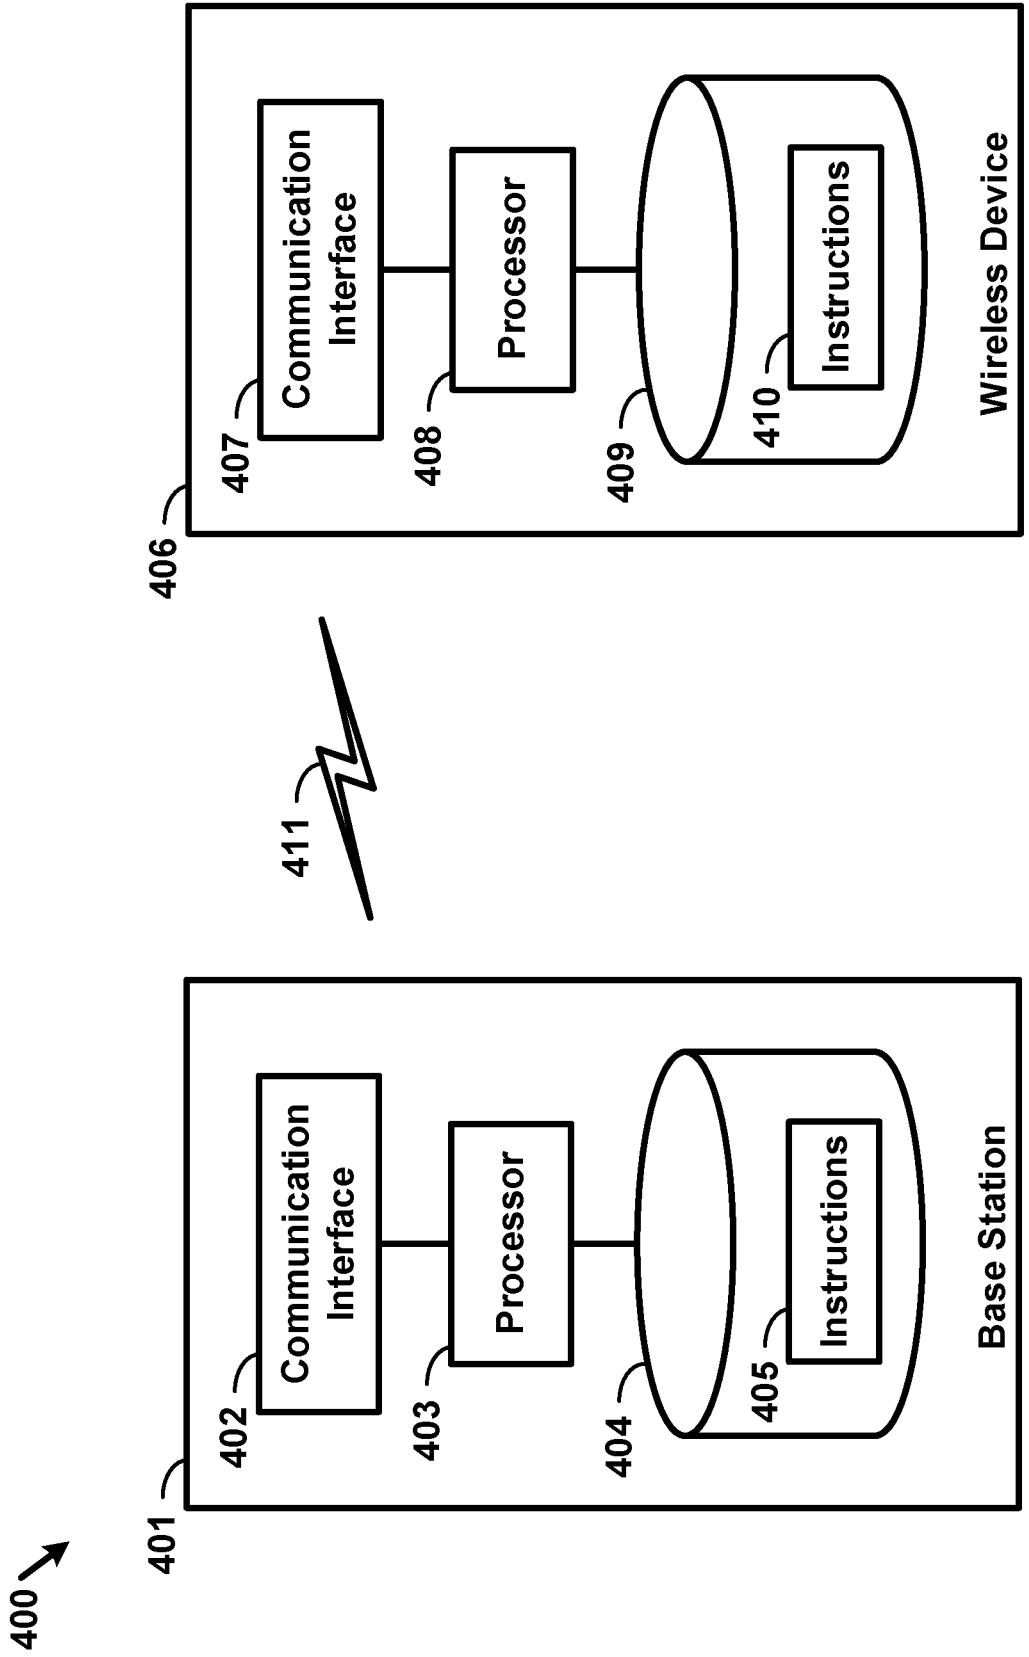 400
401
402
Communication
Interface
403
Processor
404
405
Instructions
Base Station
411
406
407
Communication
Interface
408
Processor
409
410
Instructions
Wireless Device